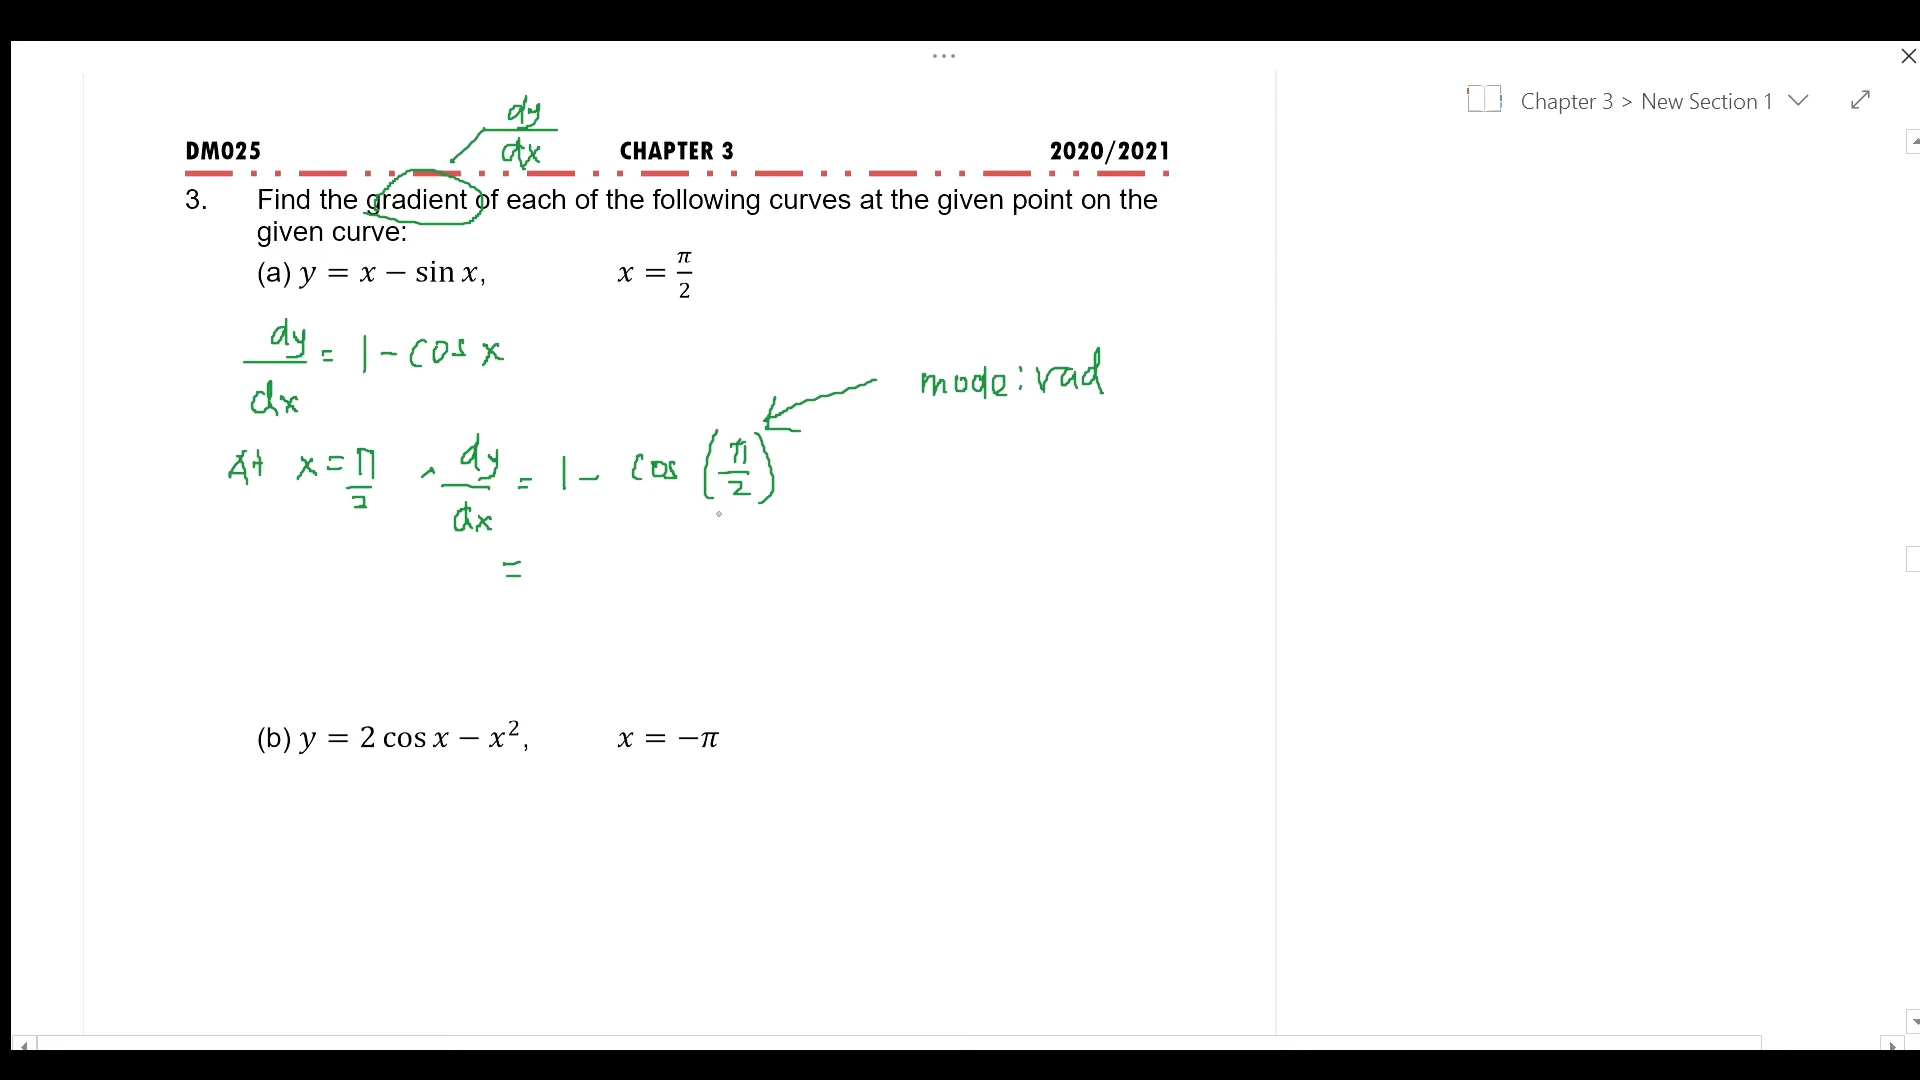 ...
Chapter 3 > New Section 1
dy
dx
DM025 CHAPTER 3 2020/2021
3. Find the gradient of each of the following curves at the given point on the
given curve:
(a) y = x − sin x, x = π/2
dy/dx = 1 - cos x
mode : rad
At x = π/2 , dy/dx = 1 - cos (π/2)
=
(b) y = 2 cos x − x², x = −π